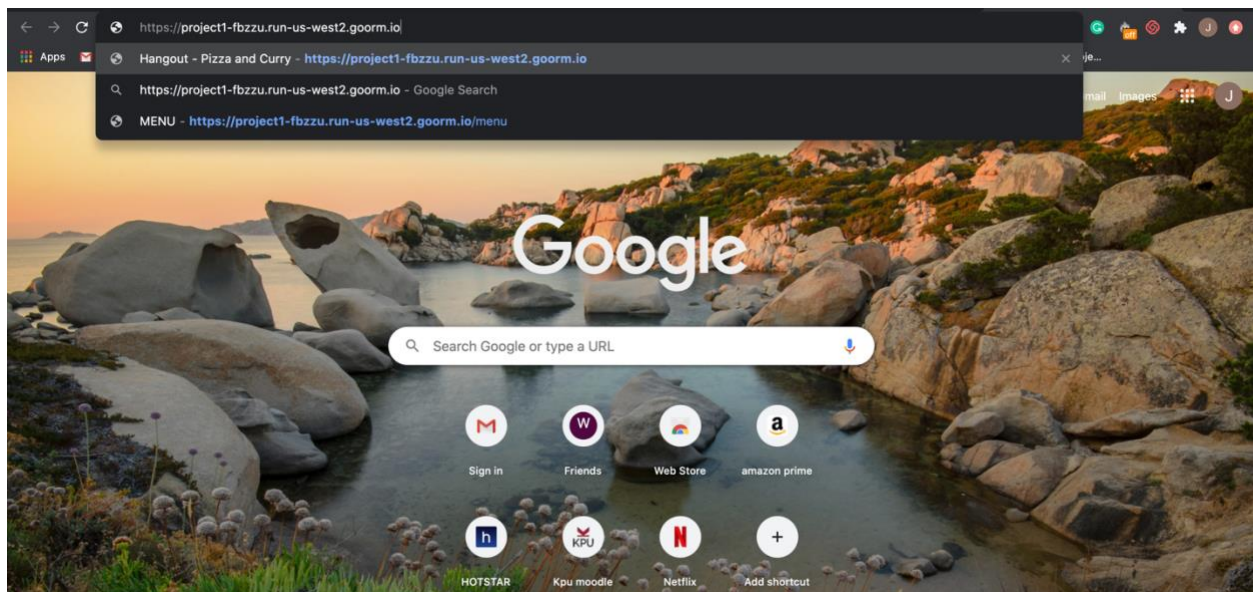 https://project1-fbzzu.run-us-west2.goorm.io
Hangout - Pizza and Curry - https://project1-fbzzu.run-us-west2.goorm.io
https://project1-fbzzu.run-us-west2.goorm.io - Google Search
MENU - https://project1-fbzzu.run-us-west2.goorm.io/menu
off
J
Apps
je...
mail Images
J
Google
Search Google or type a URL
W
a
Sign in Friends Web Store amazon prime
h
KPU
N
HOTSTAR Kpu moodle Netflix Add shortcut